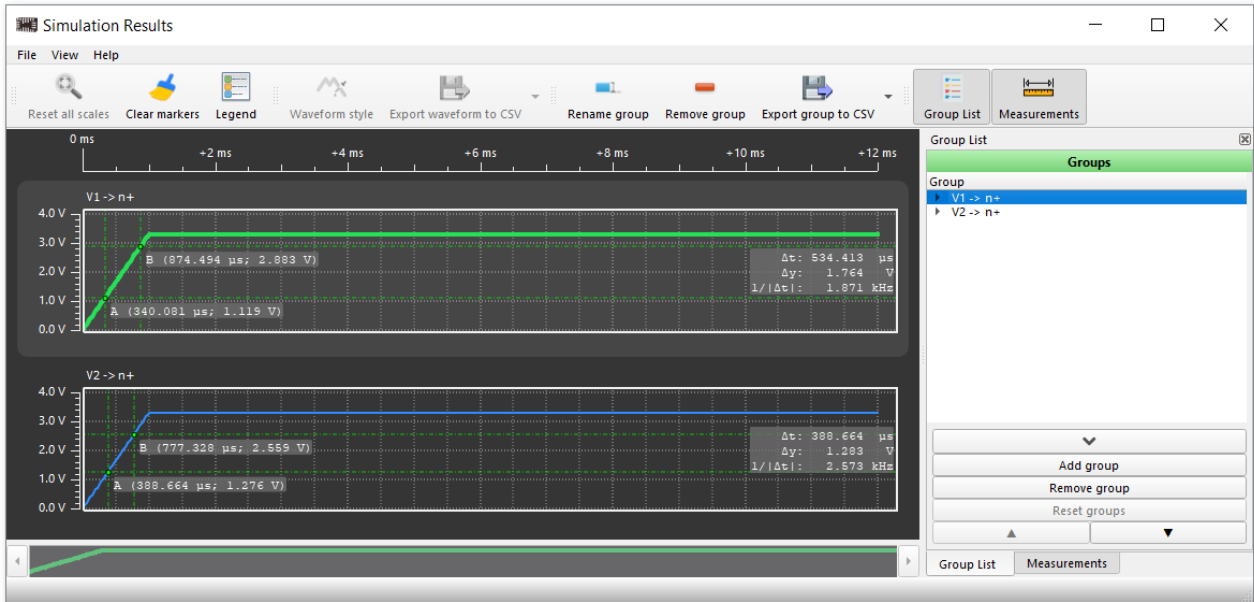 Simulation Results
File View Help
Reset all scales Clear markers Legend Waveform style Export waveform to CSV Rename group Remove group Export group to CSV Group List Measurements
0 ms +2 ms +4 ms +6 ms +8 ms +10 ms +12 ms
V1 -> n+
4.0 V
3.0 V
2.0 V
1.0 V
0.0 V
B (874.494 µs; 2.883 V)
A (340.081 µs; 1.119 V)
Δt: 534.413 µs
Δy: 1.764 V
1/|Δt|: 1.871 kHz
V2 -> n+
4.0 V
3.0 V
2.0 V
1.0 V
0.0 V
B (777.328 µs; 2.559 V)
A (388.664 µs; 1.276 V)
Δt: 388.664 µs
Δy: 1.283 V
1/|Δt|: 2.573 kHz
Group List
Groups
Group
V1 -> n+
V2 -> n+
Add group
Remove group
Reset groups
Group List Measurements